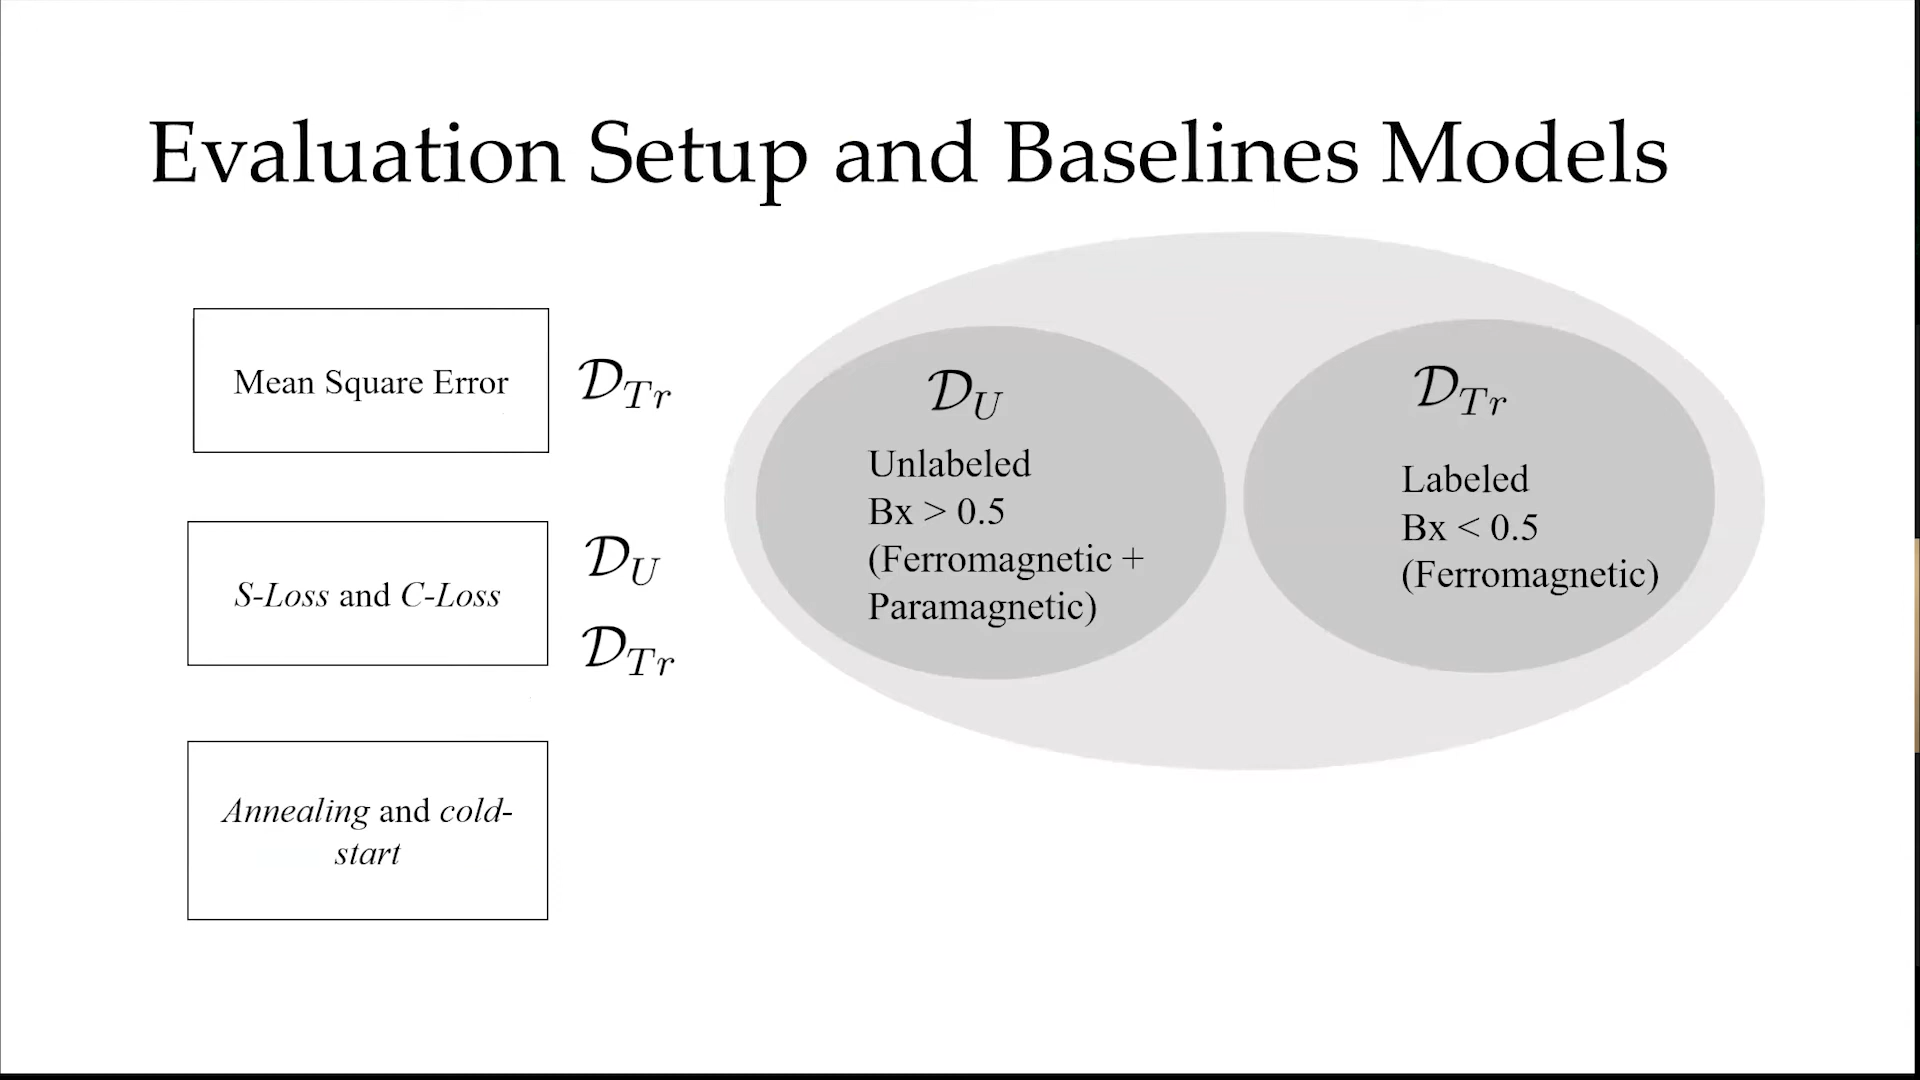 Evaluation Setup and Baselines Models
Mean Square Error
𝒟_Tr
S-Loss and C-Loss
𝒟_U
𝒟_Tr
Annealing and cold-
start
𝒟_U
Unlabeled
Bx > 0.5
(Ferromagnetic +
Paramagnetic)
𝒟_Tr
Labeled
Bx < 0.5
(Ferromagnetic)